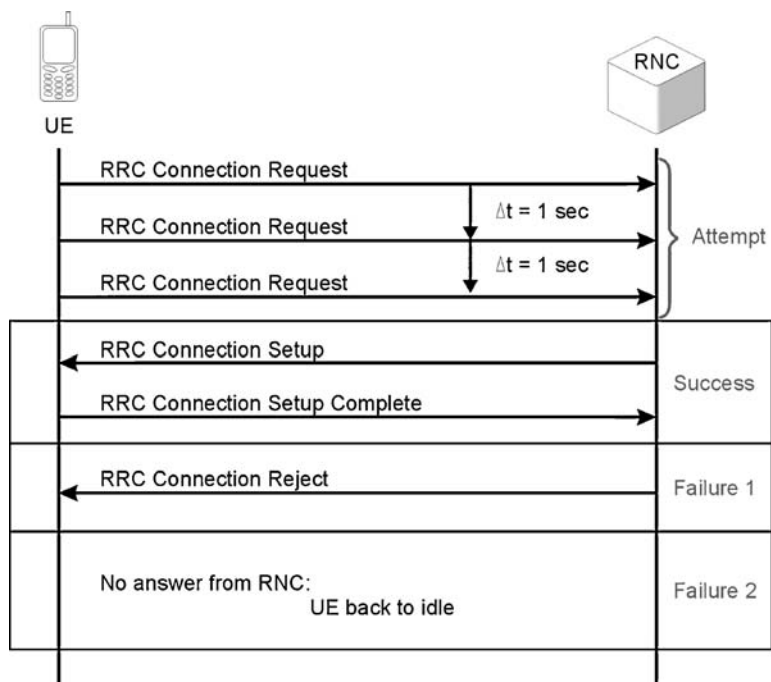 RNC
UE
RRC Connection Request
Δt = 1 sec
RRC Connection Request
Attempt
Δt = 1 sec
RRC Connection Request
RRC Connection Setup
Success
RRC Connection Setup Complete
RRC Connection Reject
Failure 1
No answer from RNC:
Failure 2
UE back to idle